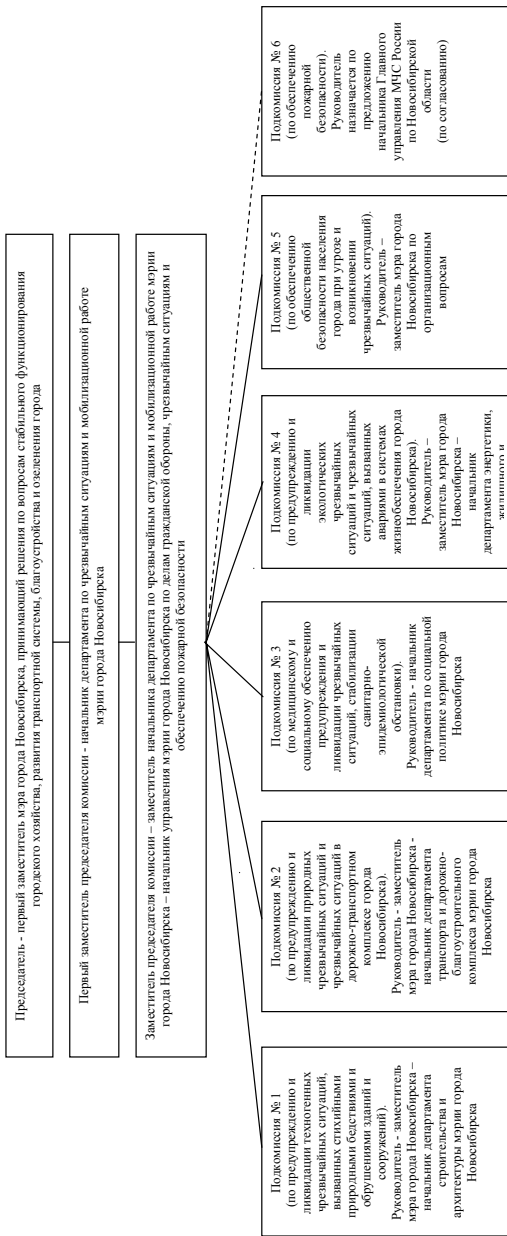 Председатель - первый заместитель мэра города Новосибирска, принимающий решения по вопросам стабильного функционирования
городского хозяйства, развития транспортной системы, благоустройства и озеленения города
Первый заместитель председателя комиссии - начальник департамента по чрезвычайным ситуациям и мобилизационной работе
мэрии города Новосибирска
Заместитель председателя комиссии – заместитель начальника департамента по чрезвычайным ситуациям и мобилизационной работе мэрии
города Новосибирска – начальник управления мэрии города Новосибирска по делам гражданской обороны, чрезвычайным ситуациям и
обеспечению пожарной безопасности
Подкомиссия № 1
(по предупреждению и
ликвидации техногенных
чрезвычайных ситуаций,
вызванных стихийными
природными бедствиями и
обрушениями зданий и
сооружений).
Руководитель - заместитель
мэра города Новосибирска –
начальник департамента
строительства и
архитектуры мэрии города
Новосибирска
Подкомиссия № 2
(по предупреждению и
ликвидации природных
чрезвычайных ситуаций и
чрезвычайных ситуаций в
дорожно-транспортном
комплексе города
Новосибирска).
Руководитель - заместитель
мэра города Новосибирска -
начальник департамента
транспорта и дорожно-
благоустроительного
комплекса мэрии города
Новосибирска
Подкомиссия № 3
(по медицинскому и
социальному обеспечению
предупреждения и
ликвидации чрезвычайных
ситуаций, стабилизации
санитарно-
эпидемиологической
обстановки).
Руководитель - начальник
департамента по социальной
политике мэрии города
Новосибирска
Подкомиссия № 4
(по предупреждению и
ликвидации
экологических
чрезвычайных
ситуаций и чрезвычайных
ситуаций, вызванных
авариями в системах
жизнеобеспечения города
Новосибирска).
Руководитель –
заместитель мэра города
Новосибирска –
начальник
департамента энергетики,
жилищного и
Подкомиссия № 5
(по обеспечению
общественной
безопасности населения
города при угрозе и
возникновении
чрезвычайных ситуаций).
Руководитель –
заместитель мэра города
Новосибирска по
организационным
вопросам
Подкомиссия № 6
(по обеспечению
пожарной
безопасности).
Руководитель
назначается по
предложению
начальника Главного
управления МЧС России
по Новосибирской
области
(по согласованию)